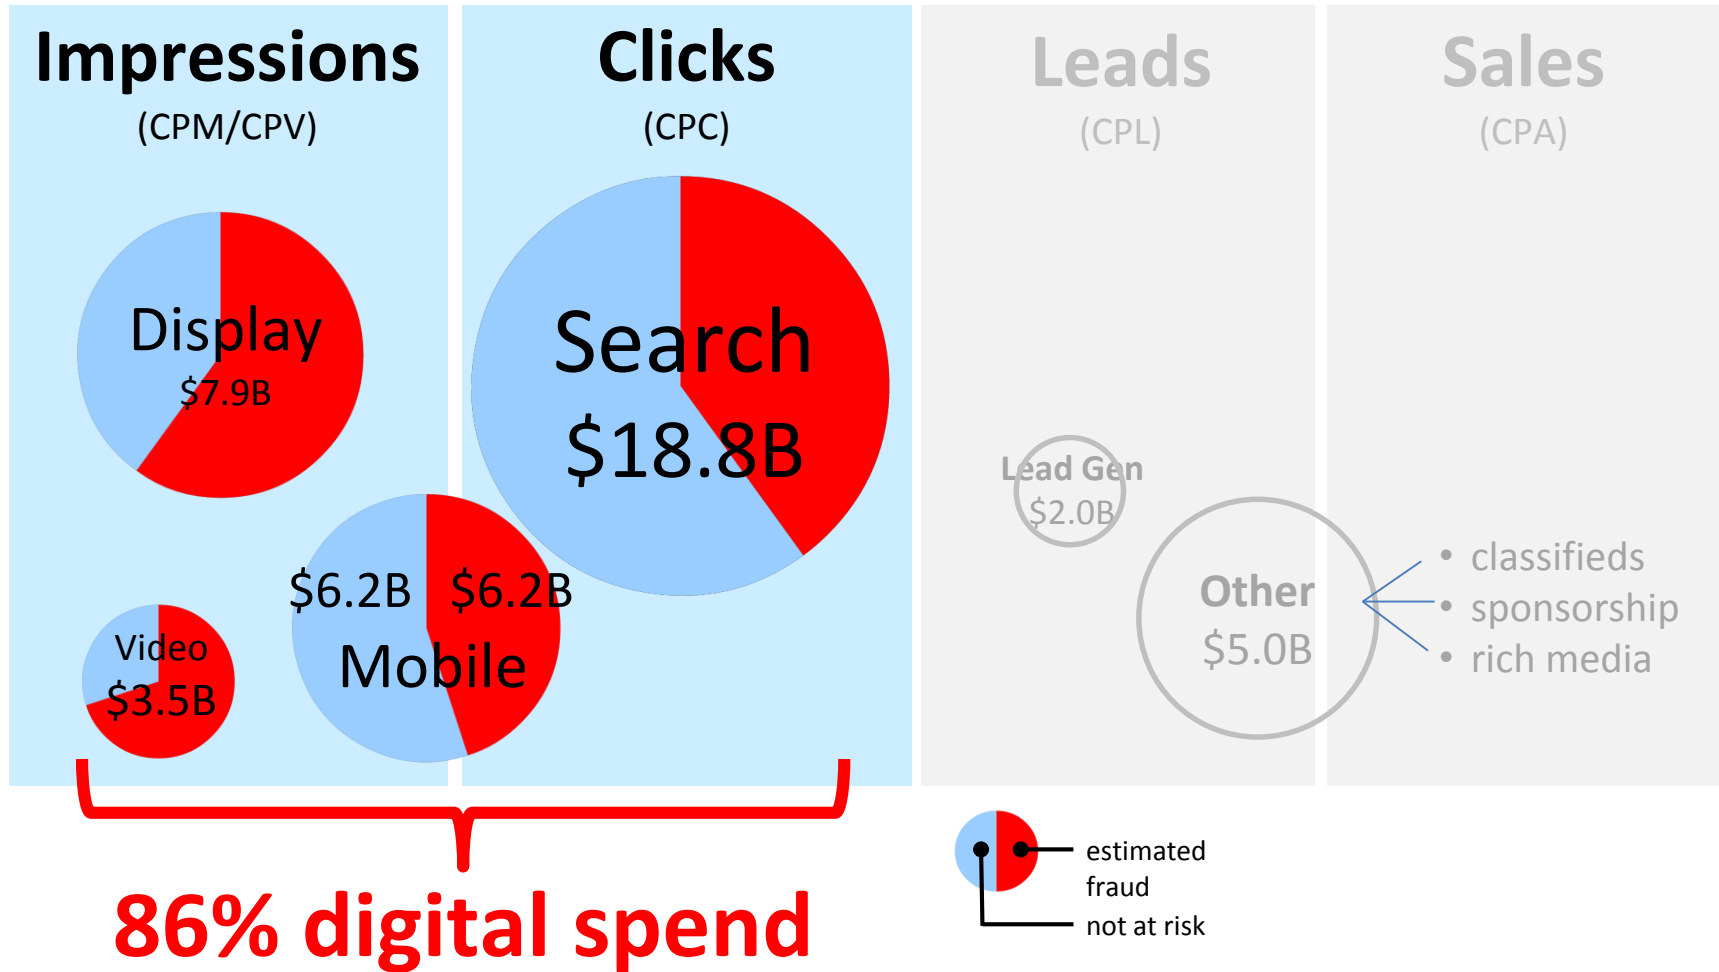 Impressions
(CPM/CPV)
Clicks
(CPC)
Leads
(CPL)
Sales
(CPA)
Display
$7.9B
Search
$18.8B
$6.2B $6.2B
Mobile
Video
$3.5B
Lead Gen
$2.0B
Other
$5.0B
• classifieds
• sponsorship
• rich media
86% digital spend
estimated
fraud
not at risk